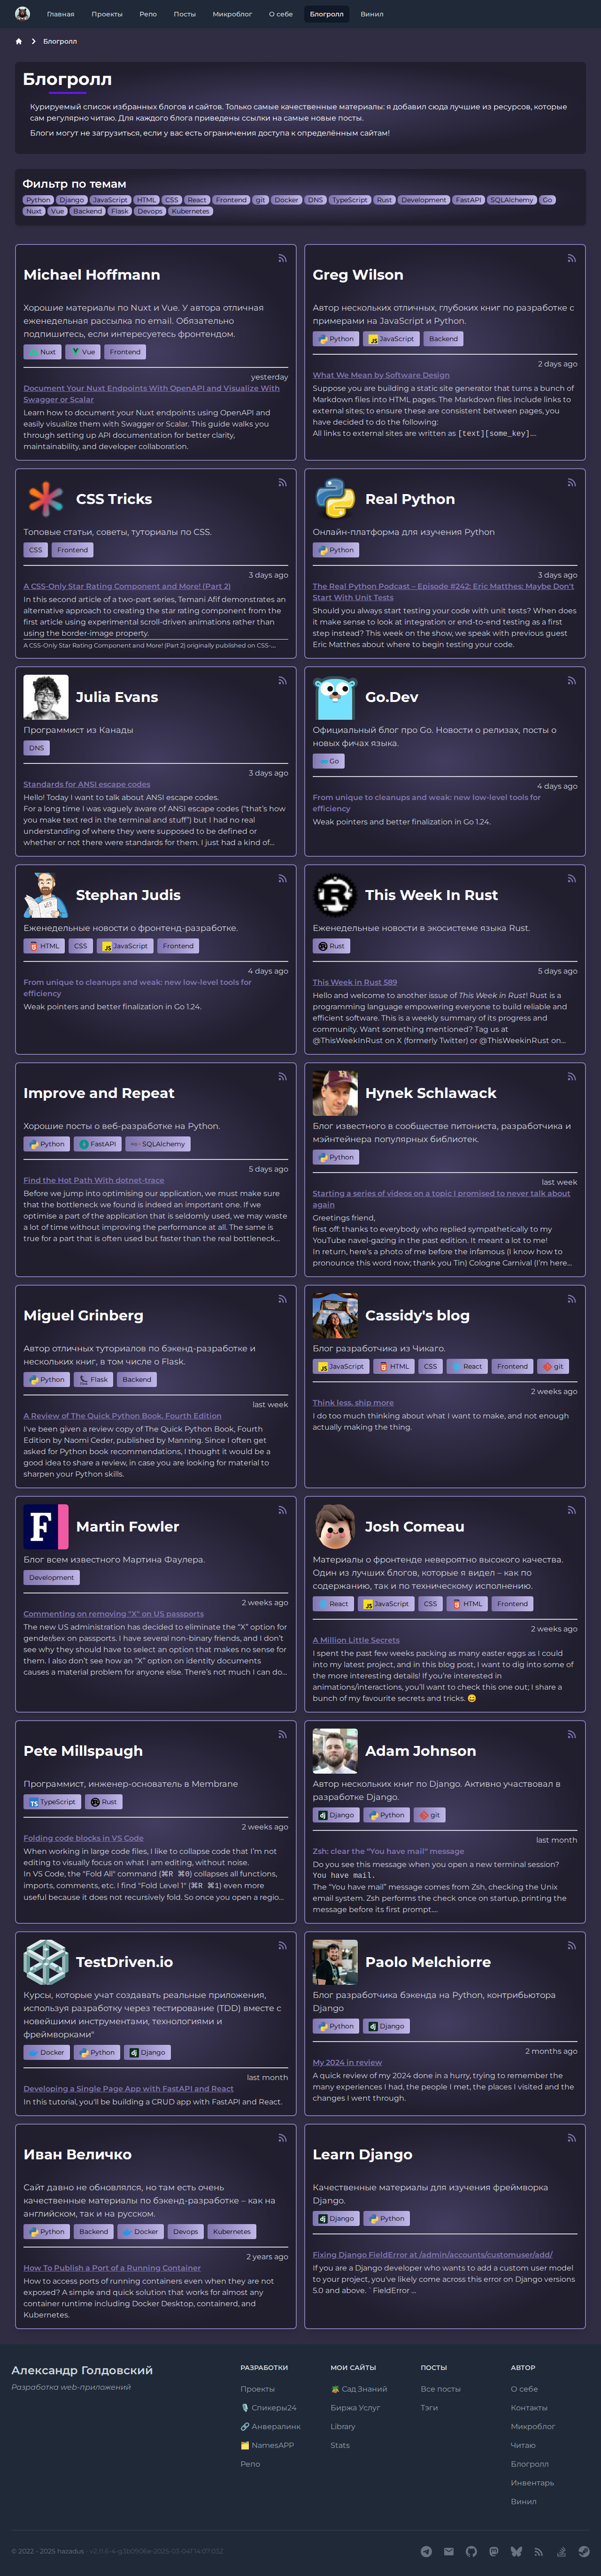 Главная Проекты Репо Посты Микроблог О себе Блогролл Винил
Блогролл
Блогролл
Курируемый список избранных блогов и сайтов. Только самые качественные материалы: я добавил сюда лучшие из ресурсов, которые
сам регулярно читаю. Для каждого блога приведены ссылки на самые новые посты.
Блоги могут не загрузиться, если у вас есть ограничения доступа к определённым сайтам!
Фильтр по темам
Python Django JavaScript HTML CSS React Frontend git Docker DNS TypeScript Rust Development FastAPI SQLAlchemy Go
Nuxt Vue Backend Flask Devops Kubernetes
Michael Hoffmann
Хорошие материалы по Nuxt и Vue. У автора отличная
еженедельная рассылка по email. Обязательно
подпишитесь, если интересуетесь фронтендом.
Nuxt Vue Frontend
yesterday
Document Your Nuxt Endpoints With OpenAPI and Visualize With
Swagger or Scalar
Learn how to document your Nuxt endpoints using OpenAPI and
easily visualize them with Swagger or Scalar. This guide walks you
through setting up API documentation for better clarity,
maintainability, and developer collaboration.
Greg Wilson
Автор нескольких отличных, глубоких книг по разработке с
примерами на JavaScript и Python.
Python JavaScript Backend
2 days ago
What We Mean by Software Design
Suppose you are building a static site generator that turns a bunch of
Markdown files into HTML pages. The Markdown files include links to
external sites; to ensure these are consistent between pages, you
have decided to do the following:
All links to external sites are written as [text][some_key]...
CSS Tricks
Топовые статьи, советы, туториалы по CSS.
CSS Frontend
3 days ago
A CSS-Only Star Rating Component and More! (Part 2)
In this second article of a two-part series, Temani Afif demonstrates an
alternative approach to creating the star rating component from the
first article using experimental scroll-driven animations rather than
using the border-image property.
A CSS-Only Star Rating Component and More! (Part 2) originally published on CSS-...
Real Python
Онлайн-платформа для изучения Python
Python
3 days ago
The Real Python Podcast – Episode #242: Eric Matthes: Maybe Don't
Start With Unit Tests
Should you always start testing your code with unit tests? When does
it make sense to look at integration or end-to-end testing as a first
step instead? This week on the show, we speak with previous guest
Eric Matthes about where to begin testing your code.
Julia Evans
Программист из Канады
DNS
3 days ago
Standards for ANSI escape codes
Hello! Today I want to talk about ANSI escape codes.
For a long time I was vaguely aware of ANSI escape codes (“that’s how
you make text red in the terminal and stuff”) but I had no real
understanding of where they were supposed to be defined or
whether or not there were standards for them. I just had a kind of...
Go.Dev
Официальный блог про Go. Новости о релизах, посты о
новых фичах языка.
Go
4 days ago
From unique to cleanups and weak: new low-level tools for
efficiency
Weak pointers and better finalization in Go 1.24.
Stephan Judis
Еженедельные новости о фронтенд-разработке.
HTML CSS JavaScript Frontend
4 days ago
From unique to cleanups and weak: new low-level tools for
efficiency
Weak pointers and better finalization in Go 1.24.
This Week In Rust
Еженедельные новости в экосистеме языка Rust.
Rust
5 days ago
This Week in Rust 589
Hello and welcome to another issue of This Week in Rust! Rust is a
programming language empowering everyone to build reliable and
efficient software. This is a weekly summary of its progress and
community. Want something mentioned? Tag us at
@ThisWeekInRust on X (formerly Twitter) or @ThisWeekinRust on...
Improve and Repeat
Хорошие посты о веб-разработке на Python.
Python FastAPI SQLAlchemy
5 days ago
Find the Hot Path With dotnet-trace
Before we jump into optimising our application, we must make sure
that the bottleneck we found is indeed an important one. If we
optimise a part of the application that is seldomly used, we may waste
a lot of time without improving the performance at all. The same is
true for a part that is often used but faster than the real bottleneck...
Hynek Schlawack
Блог известного в сообществе питониста, разработчика и
мэйнтейнера популярных библиотек.
Python
last week
Starting a series of videos on a topic I promised to never talk about
again
Greetings friend,
first off: thanks to everybody who replied sympathetically to my
YouTube navel-gazing in the past edition. It meant a lot to me!
In return, here’s a photo of me before the infamous (I know how to
pronounce this word now; thank you Tin) Cologne Carnival (I’m here...
Miguel Grinberg
Автор отличных туториалов по бэкенд-разработке и
нескольких книг, в том числе о Flask.
Python Flask Backend
last week
A Review of The Quick Python Book, Fourth Edition
I've been given a review copy of The Quick Python Book, Fourth
Edition by Naomi Ceder, published by Manning. Since I often get
asked for Python book recommendations, I thought it would be a
good idea to share a review, in case you are looking for material to
sharpen your Python skills.
Cassidy's blog
Блог разработчика из Чикаго.
JavaScript HTML CSS React Frontend git
2 weeks ago
Think less, ship more
I do too much thinking about what I want to make, and not enough
actually making the thing.
Martin Fowler
Блог всем известного Мартина Фаулера.
Development
2 weeks ago
Commenting on removing "X" on US passports
The new US administration has decided to eliminate the “X” option for
gender/sex on passports. I have several non-binary friends, and I don’t
see why they should have to select an option that makes no sense for
them. I also don’t see how an “X” option on identity documents
causes a material problem for anyone else. There’s not much I can do...
Josh Comeau
Материалы о фронтенде невероятно высокого качества.
Один из лучших блогов, которые я видел – как по
содержанию, так и по техническому исполнению.
React JavaScript CSS HTML Frontend
2 weeks ago
A Million Little Secrets
I spent the past few weeks packing as many easter eggs as I could
into my latest project, and in this blog post, I want to dig into some of
the more interesting details! If you’re interested in
animations/interactions, you’ll want to check this one out; I share a
bunch of my favourite secrets and tricks. 😄
Pete Millspaugh
Программист, инженер-основатель в Membrane
TypeScript Rust
2 weeks ago
Folding code blocks in VS Code
When working in large code files, I like to collapse code that I’m not
editing to visually focus on what I am editing, without noise.
In VS Code, the "Fold All" command (⌘R ⌘8) collapses all functions,
imports, comments, etc. I find "Fold Level 1" (⌘R ⌘1) even more
useful because it does not recursively fold. So once you open a regio...
Adam Johnson
Автор нескольких книг по Django. Активно участвовал в
разработке Django.
Django Python git
last month
Zsh: clear the "You have mail" message
Do you see this message when you open a new terminal session?
You have mail.
The “You have mail” message comes from Zsh, checking the Unix
email system. Zsh performs the check once on startup, printing the
message before its first prompt....
TestDriven.io
Курсы, которые учат создавать реальные приложения,
используя разработку через тестирование (TDD) вместе с
новейшими инструментами, технологиями и
фреймворками"
Docker Python Django
last month
Developing a Single Page App with FastAPI and React
In this tutorial, you'll be building a CRUD app with FastAPI and React.
Paolo Melchiorre
Блог разработчика бэкенда на Python, контрибьютора
Django
Python Django
2 months ago
My 2024 in review
A quick review of my 2024 done in a hurry, trying to remember the
many experiences I had, the people I met, the places I visited and the
changes I went through.
Иван Величко
Сайт давно не обновлялся, но там есть очень
качественные материалы по бэкенд-разработке – как на
английском, так и на русском.
Python Backend Docker Devops Kubernetes
2 years ago
How To Publish a Port of a Running Container
How to access ports of running containers even when they are not
exposed? A simple and quick solution that works for almost any
container runtime including Docker Desktop, containerd, and
Kubernetes.
Learn Django
Качественные материалы для изучения фреймворка
Django.
Django Python
Fixing Django FieldError at /admin/accounts/customuser/add/
If you are a Django developer who wants to add a custom user model
to your project, you've likely come across this error on Django versions
5.0 and above. ` FieldError ...
Александр Голдовский
Разработка web-приложений
РАЗРАБОТКИ
Проекты
🎙️ Спикеры24
🔗 Анвералинк
🗂️ NamesAPP
Репо
МОИ САЙТЫ
🪴 Сад Знаний
Биржа Услуг
Library
Stats
ПОСТЫ
Все посты
Тэги
АВТОР
О себе
Контакты
Микроблог
Читаю
Блогролл
Инвентарь
Винил
© 2022 - 2025 hazadus